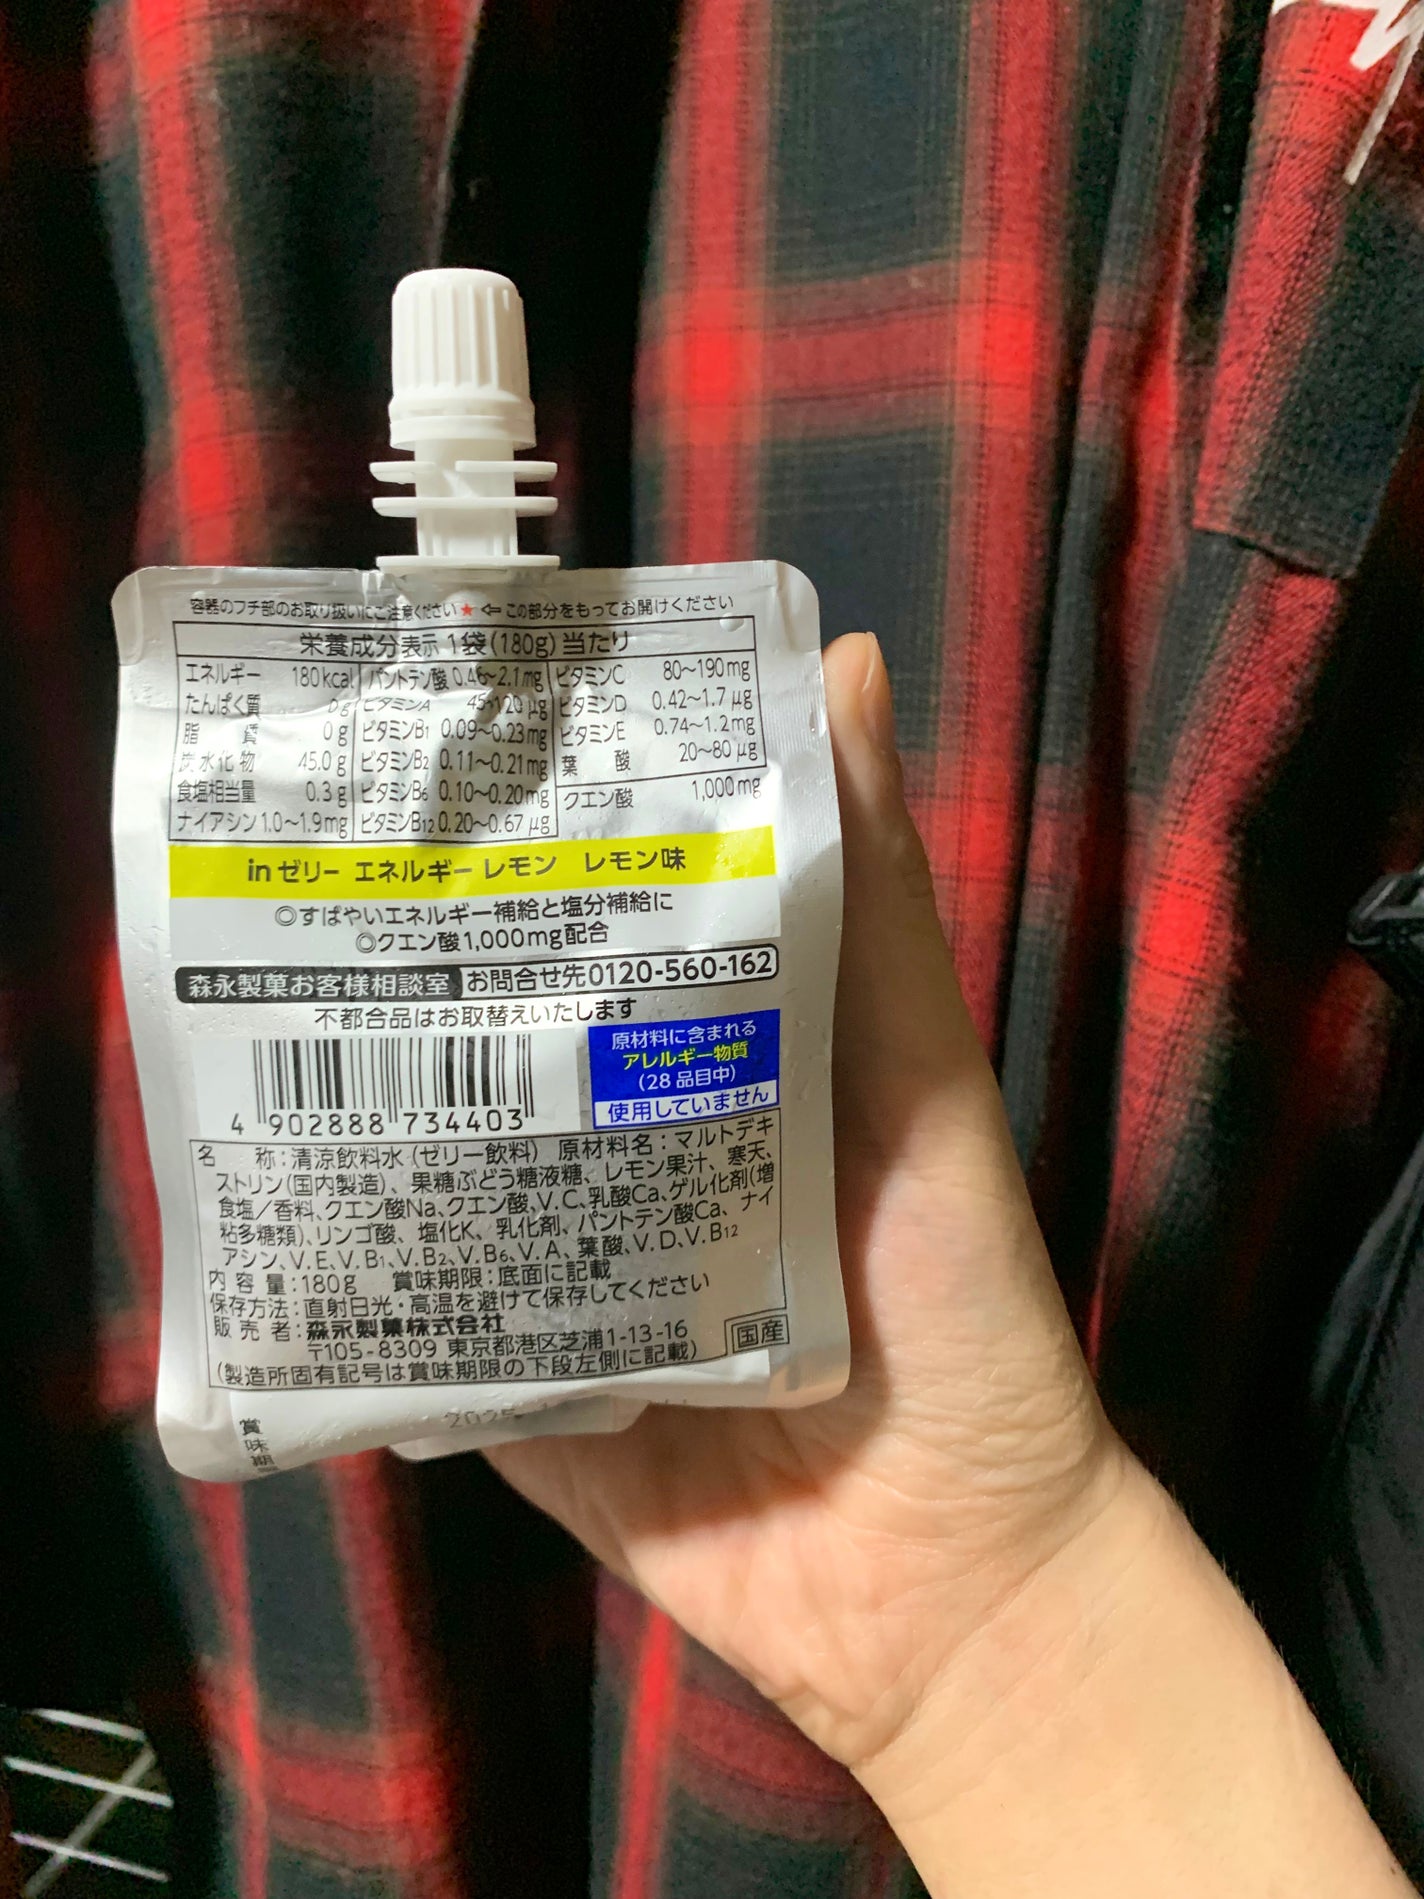 容器のフチ部のお取り扱いにご注意ください★⇦この部分をもってお開けください
栄養成分表示 1袋(180g)当たり
エネルギー 180kcal パントテン酸 0.46~2.1mg ビタミンC 80~190mg
たんぱく質 0g ビタミンA 45~120μg ビタミンD 0.42~1.7μg
脂質 0g ビタミンB1 0.09~0.23mg ビタミンE 0.74~1.2mg
炭水化物 45.0g ビタミンB2 0.11~0.21mg 葉酸 20~80μg
食塩相当量 0.3g ビタミンB6 0.10~0.20mg クエン酸 1,000mg
ナイアシン 1.0~1.9mg ビタミンB12 0.20~0.67μg
inゼリー エネルギーレモン レモン味
◎すばやいエネルギー補給と塩分補給に
◎クエン酸1,000mg配合
森永製菓お客様相談室 お問合せ先0120-560-162
不都合品はお取替えいたします
原材料に含まれる
アレルギー物質
(28品目中)
使用していません
4 902888 734403
名称:清涼飲料水(ゼリー飲料) 原材料名:マルトデキ
ストリン(国内製造)、果糖ぶどう糖液糖、レモン果汁、寒天、
食塩/香料、クエン酸Na、クエン酸、V.C、乳酸Ca、ゲル化剤(増
粘多糖類)、リンゴ酸、塩化K、乳化剤、パントテン酸Ca、ナイ
アシン、V.E、V.B1、V.B2、V.B6、V.A、葉酸、V.D、V.B12
内容量:180g 賞味期限:底面に記載
保存方法:直射日光・高温を避けて保存してください
販売者:森永製菓株式会社
〒105-8309 東京都港区芝浦1-13-16
(製造所固有記号は賞味期限の下段左側に記載) 国産
賞味期